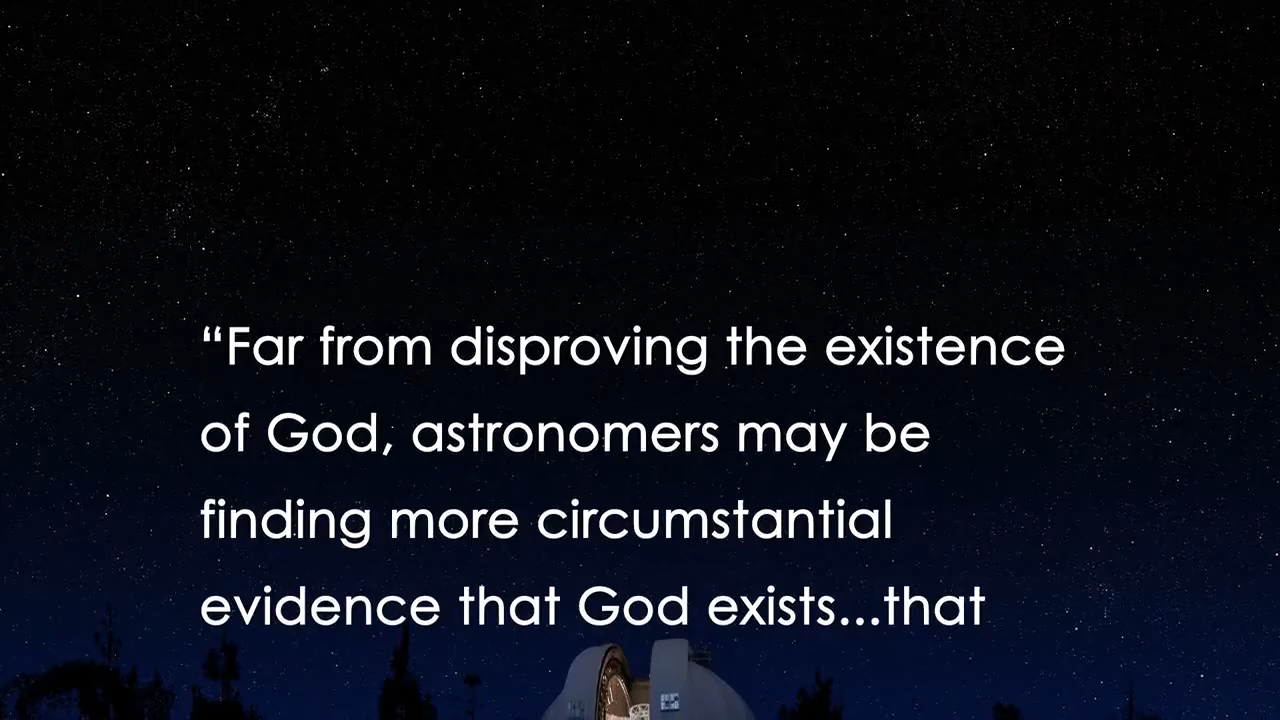 “Far from disproving the existence
of God, astronomers may be
finding more circumstantial
evidence that God exists...that